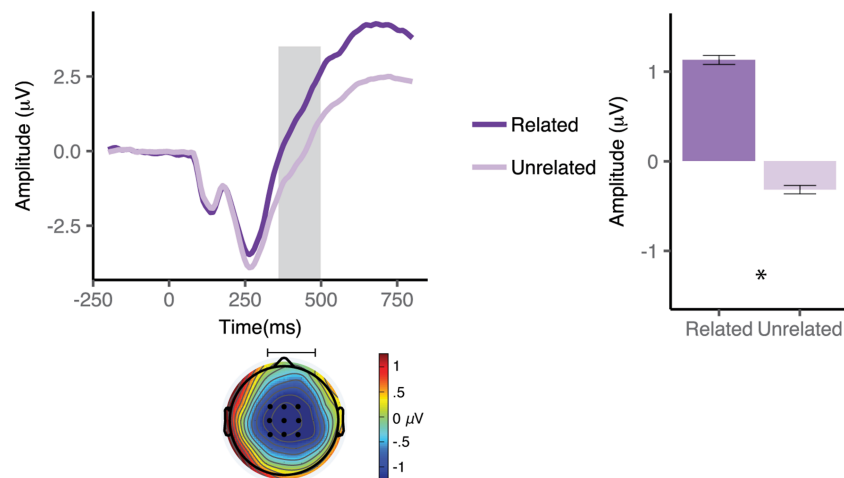 Amplitude (μV)
2.5
0.0
-2.5
-250
0
250
500
750
Time(ms)
Related
Unrelated
Amplitude (μV)
1
0
-1
*
Related Unrelated
1
.5
0 μV
-.5
-1